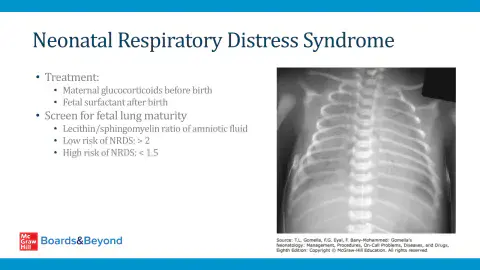 Neonatal Respiratory Distress Syndrome
• Treatment:
• Maternal glucocorticoids before birth
• Fetal surfactant after birth
• Screen for fetal lung maturity
• Lecithin/sphingomyelin ratio of amniotic fluid
• Low risk of NRDS: > 2
• High risk of NRDS: < 1.5
Mc
Graw
Hill
Boards&Beyond
Source: T.L. Gomella, F.G. Eyal, F. Bany-Mohammed: Gomella's
Neonatology: Management, Procedures, On-Call Problems, Diseases, and Drugs,
Eighth Edition: Copyright © McGraw-Hill Education. All rights reserved